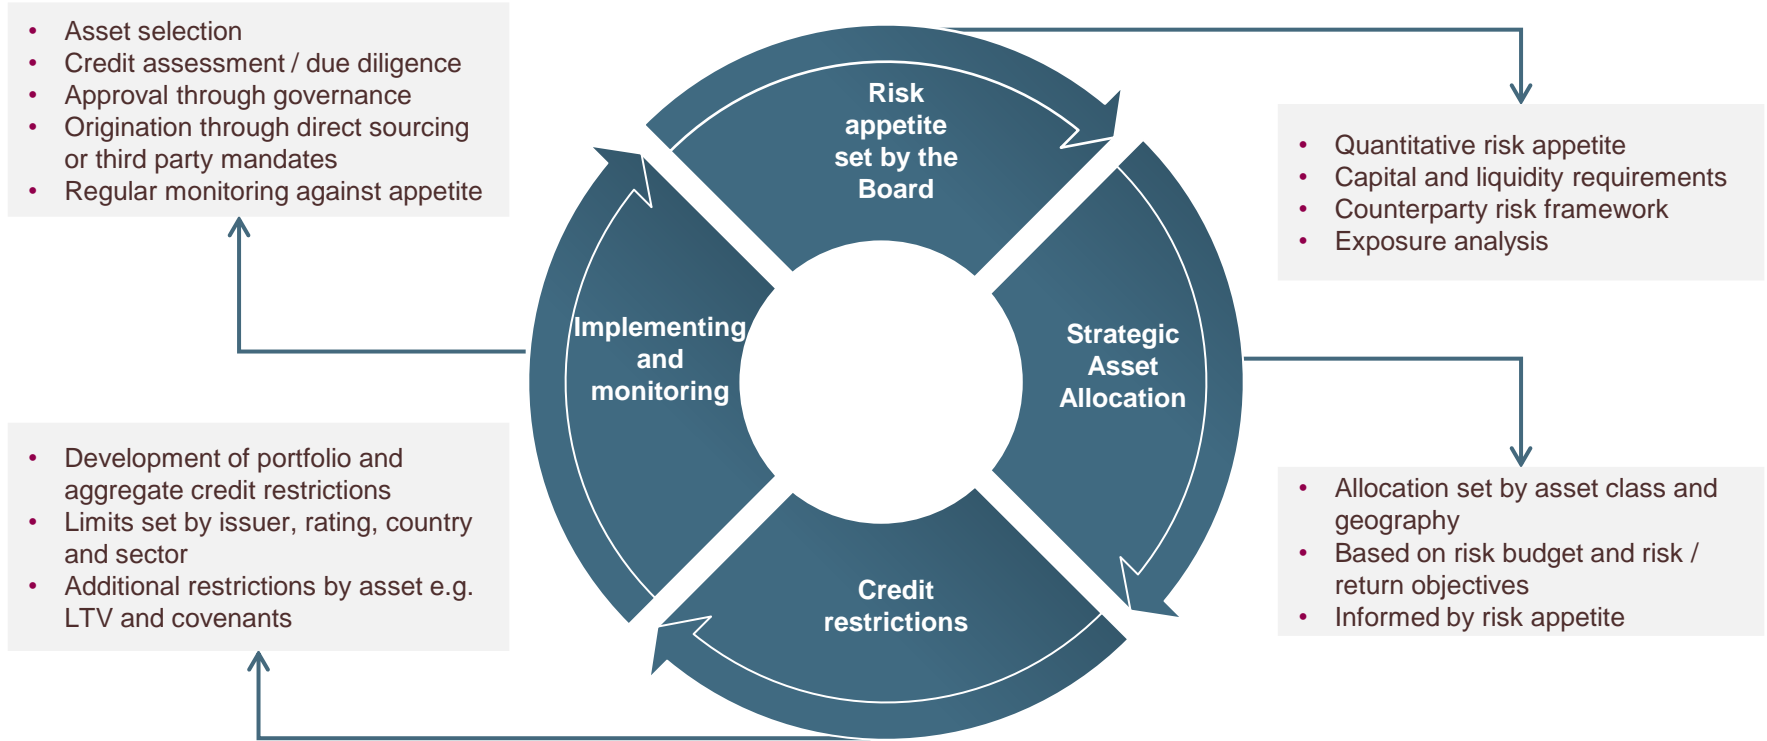 • Asset selection
• Credit assessment / due diligence
• Approval through governance
• Origination through direct sourcing
or third party mandates
• Regular monitoring against appetite
Risk
appetite
set by the
Board
• Quantitative risk appetite
• Capital and liquidity requirements
• Counterparty risk framework
• Exposure analysis
Implementing
and
monitoring
Strategic
Asset
Allocation
• Development of portfolio and
aggregate credit restrictions
• Limits set by issuer, rating, country
and sector
• Additional restrictions by asset e.g.
LTV and covenants
Credit
restrictions
• Allocation set by asset class and
geography
• Based on risk budget and risk /
return objectives
• Informed by risk appetite